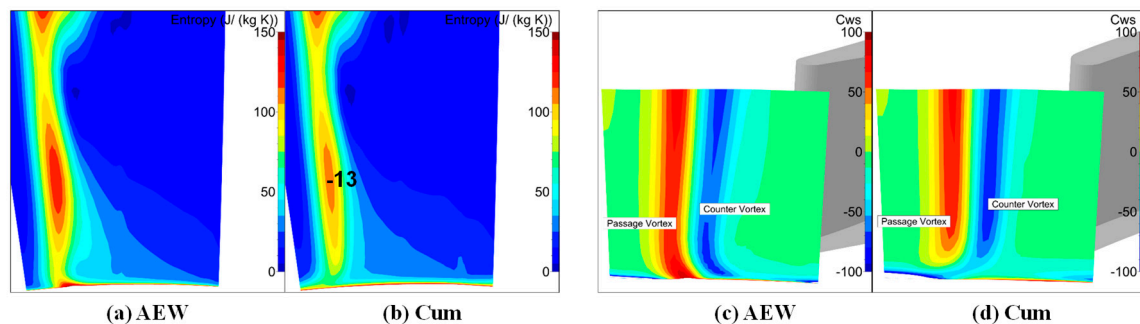 Entropy (J/ (kg K))
150
100
50
0
Entropy (J/ (kg K))
150
100
50
0
-13
Cws
100
50
0
-50
-100
Passage Vortex
Counter Vortex
Cws
100
50
0
-50
-100
Passage Vortex
Counter Vortex
(a) AEW
(b) Cum
(c) AEW
(d) Cum